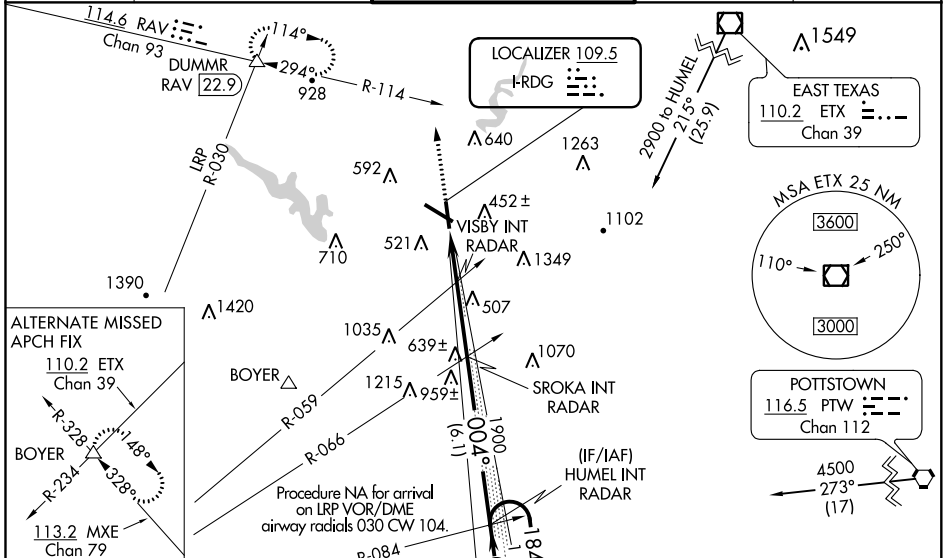 114.6 RAV
Chan 93
114°
DUMMR
RAV 22.9
294°
928
R-114
LRP
R-030
LOCALIZER 109.5
I-RDG
2900 to HUMEL
215°
(25.9)
1549
EAST TEXAS
110.2 ETX
Chan 39
640
1263
592
452±
1102
VISBY INT
RADAR
521
710
1349
MSA ETX 25 NM
3600
110°
250°
3000
1390
1420
507
1035
639±
1070
BOYER
1215
959±
SROKA INT
RADAR
R-059
R-066
004°
1900
(6.1)
(IF/IAF)
HUMEL INT
RADAR
184
1
Procedure NA for arrival
on LRP VOR/DME
airway radials 030 CW 104.
R-084
POTTSTOWN
116.5 PTW
Chan 112
4500
273°
(17)
ALTERNATE MISSED
APCH FIX
110.2 ETX
Chan 39
R-328
148°
BOYER
328°
R-234
113.2 MXE
Chan 79